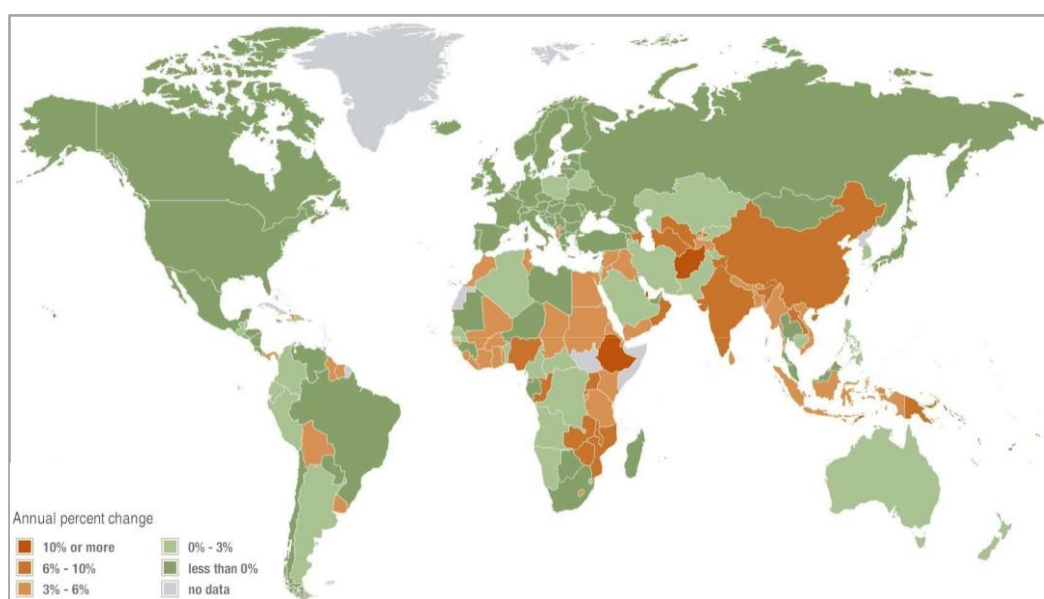 Annual percent change
10% or more
6% - 10%
3% - 6%
0% - 3%
less than 0%
no data